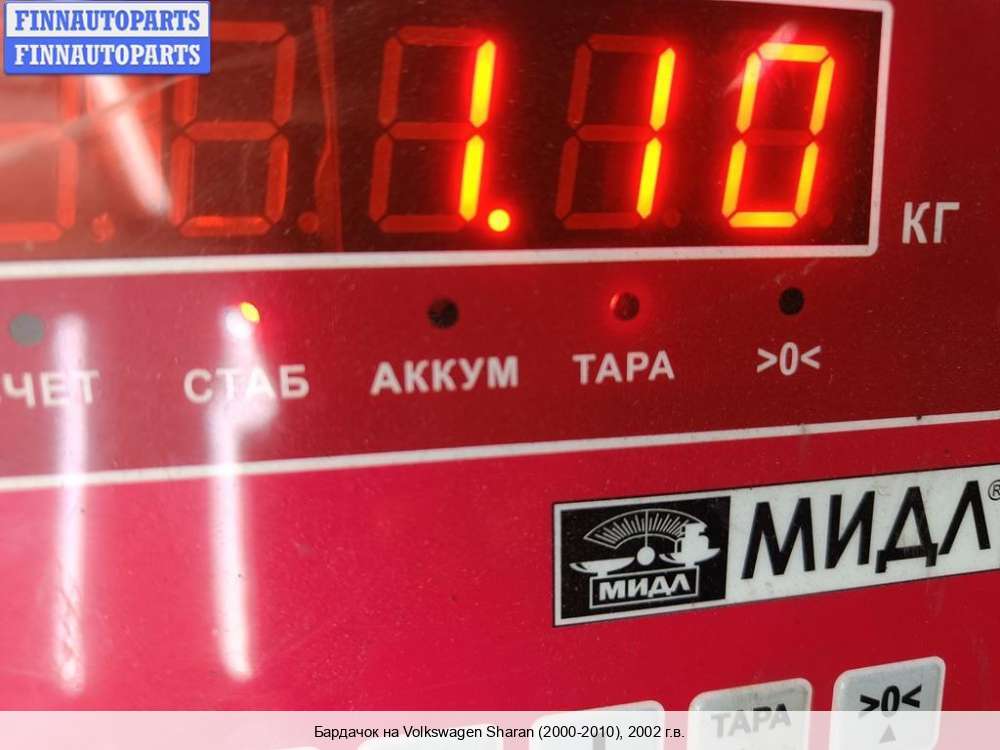 FINNAUTOPARTS
FINNAUTOPARTS
1.10
КГ
СТАБ
АККУМ
ТАРА
>0<
МИДЛ
МИДЛ®
ТАРА
>0<
Бардачок на Volkswagen Sharan (2000-2010), 2002 г.в.